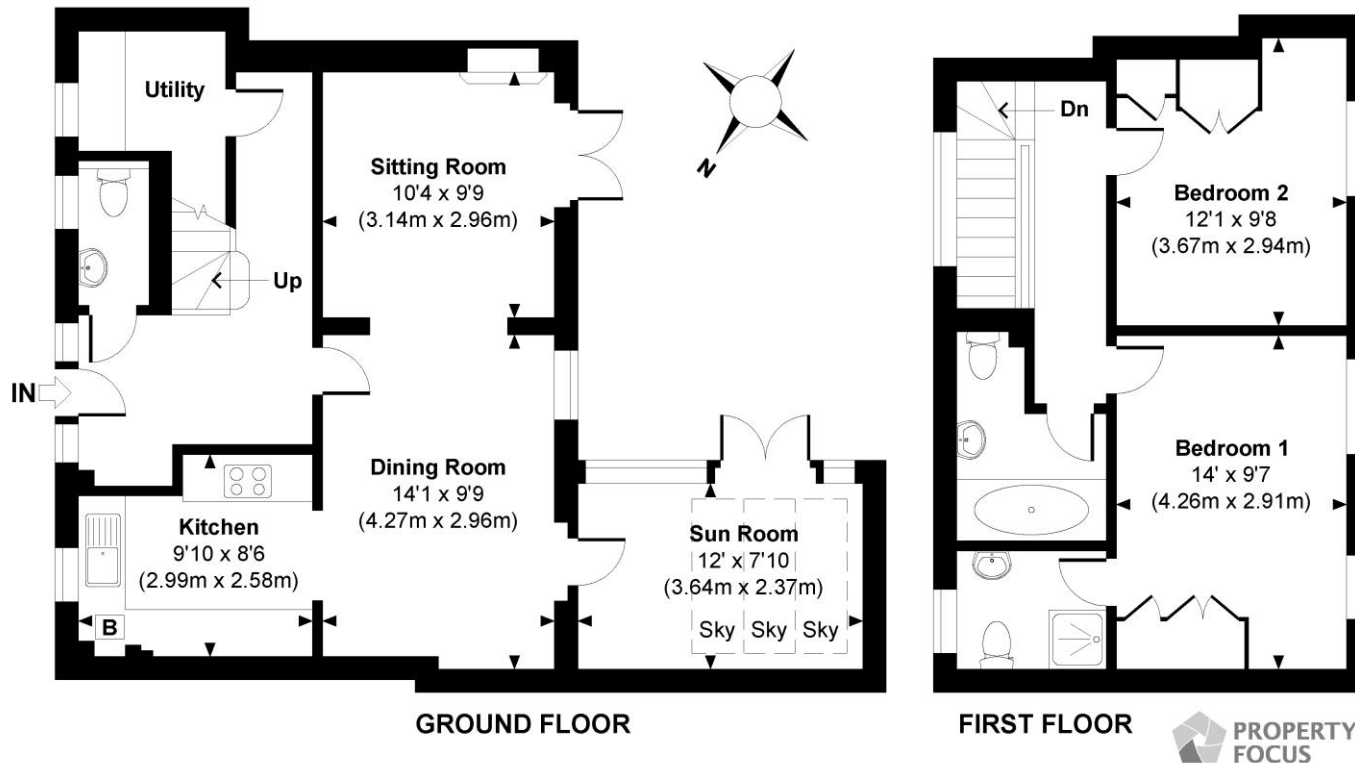 Utility
Sitting Room
10'4 x 9'9
(3.14m x 2.96m)
Up
N
IN
Dining Room
14'1 x 9'9
(4.27m x 2.96m)
Kitchen
9'10 x 8'6
(2.99m x 2.58m)
B
Sun Room
12' x 7'10
(3.64m x 2.37m)
Sky Sky Sky
GROUND FLOOR
Dn
Bedroom 2
12'1 x 9'8
(3.67m x 2.94m)
Bedroom 1
14' x 9'7
(4.26m x 2.91m)
FIRST FLOOR
PROPERTY
FOCUS